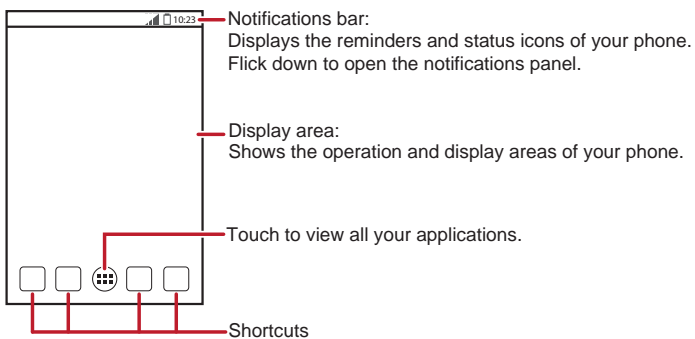 10:23
Notifications bar:
Displays the reminders and status icons of your phone.
Flick down to open the notifications panel.
Display area:
Shows the operation and display areas of your phone.
Touch to view all your applications.
Shortcuts